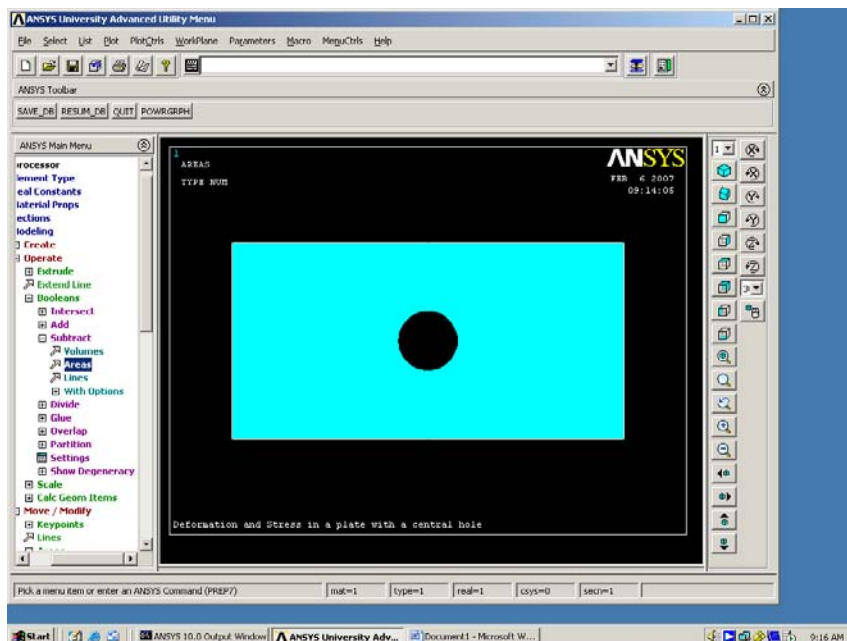 ANSYS University Advanced Utility Menu
File Select List Plot PlotCtrls WorkPlane Parameters Macro MenuCtrls Help
ANSYS Toolbar
SAVE_DB RESUM_DB QUIT POWRGRPH
ANSYS Main Menu
rocessor
lement Type
eal Constants
laterial Props
ections
lodeling
Create
Operate
Extrude
Extend Line
Booleans
Intersect
Add
Subtract
Volumes
Areas
Lines
With Options
Divide
Glue
Overlap
Partition
Settings
Show Degeneracy
Scale
Calc Geom Items
Move / Modify
Keypoints
Lines
1
AREAS
TYPE NUM
ANSYS
FEB 6 2007
09:14:05
Deformation and Stress in a plate with a central hole
1
3
Pick a menu item or enter an ANSYS Command (PREP7)
mat=1 type=1 real=1 csys=0 secn=1
Start ANSYS 10.0 Output Window ANSYS University Adv... Document1 - Microsoft W... 9:16 AM